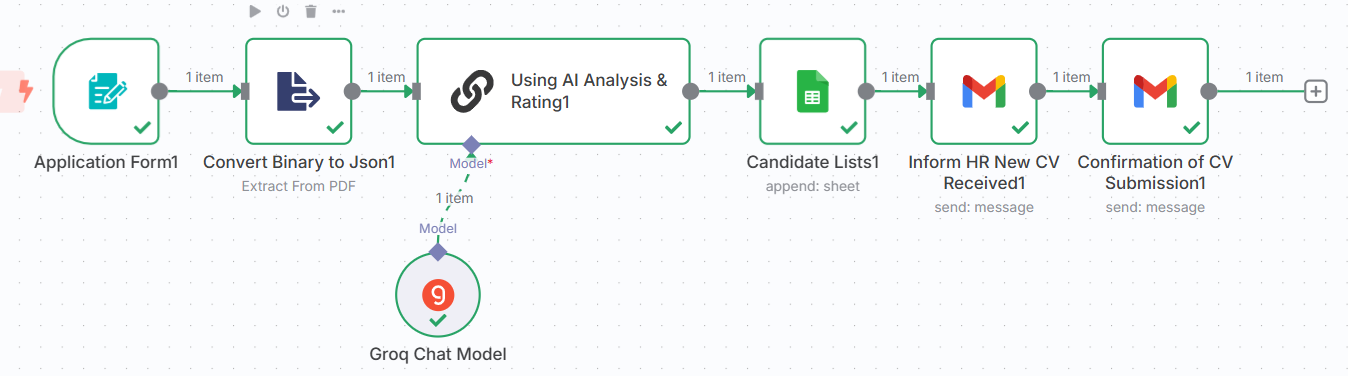 1 item
1 item
1 item
1 item
1 item
1 item
Using AI Analysis &
Rating1
Application Form1
Convert Binary to Json1
Extract From PDF
Model*
Candidate Lists1
append: sheet
Inform HR New CV
Received1
send: message
Confirmation of CV
Submission1
send: message
1 item
Model
Groq Chat Model